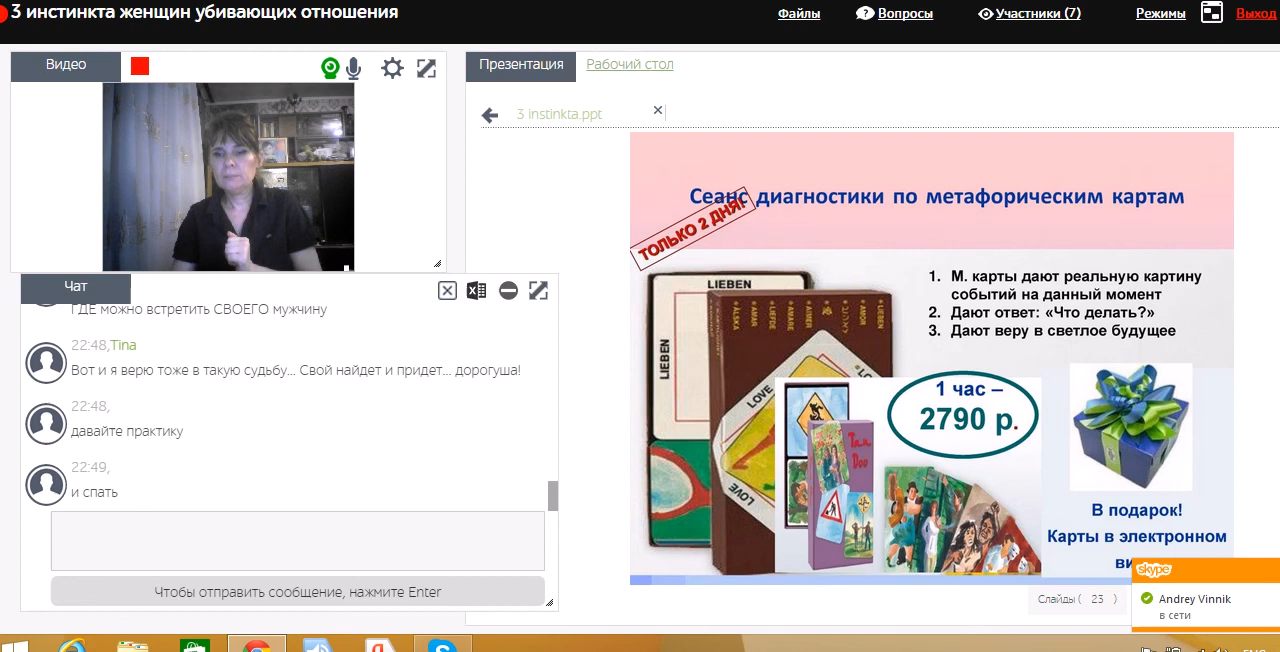 3 инстинкта женщин убивающих отношения
Файлы
Вопросы
Участники (7)
Режимы
Выход
Видео
Презентация
Рабочий стол
3 instinkta.ppt
Сеанс диагностики по метафорическим картам
ТОЛЬКО 2 ДНЯ!
1. М. карты дают реальную картину
событий на данный момент
2. Дают ответ: «Что делать?»
3. Дают веру в светлое будущее
LIEBEN
LIEBEN
LOVE
LOVE
Tan
Doo
1 час –
2790 р.
В подарок!
Карты в электронном
Чат
ГДЕ можно встретить СВОЕГО мужчину
22:48,Tina
Вот и я верю тоже в такую судьбу... Свой найдет и придет... дорогуша!
22:48,
давайте практику
22:49,
и спать
Чтобы отправить сообщение, нажмите Enter
Слайды ( 23 )
skype
Andrey Vinnik
в сети